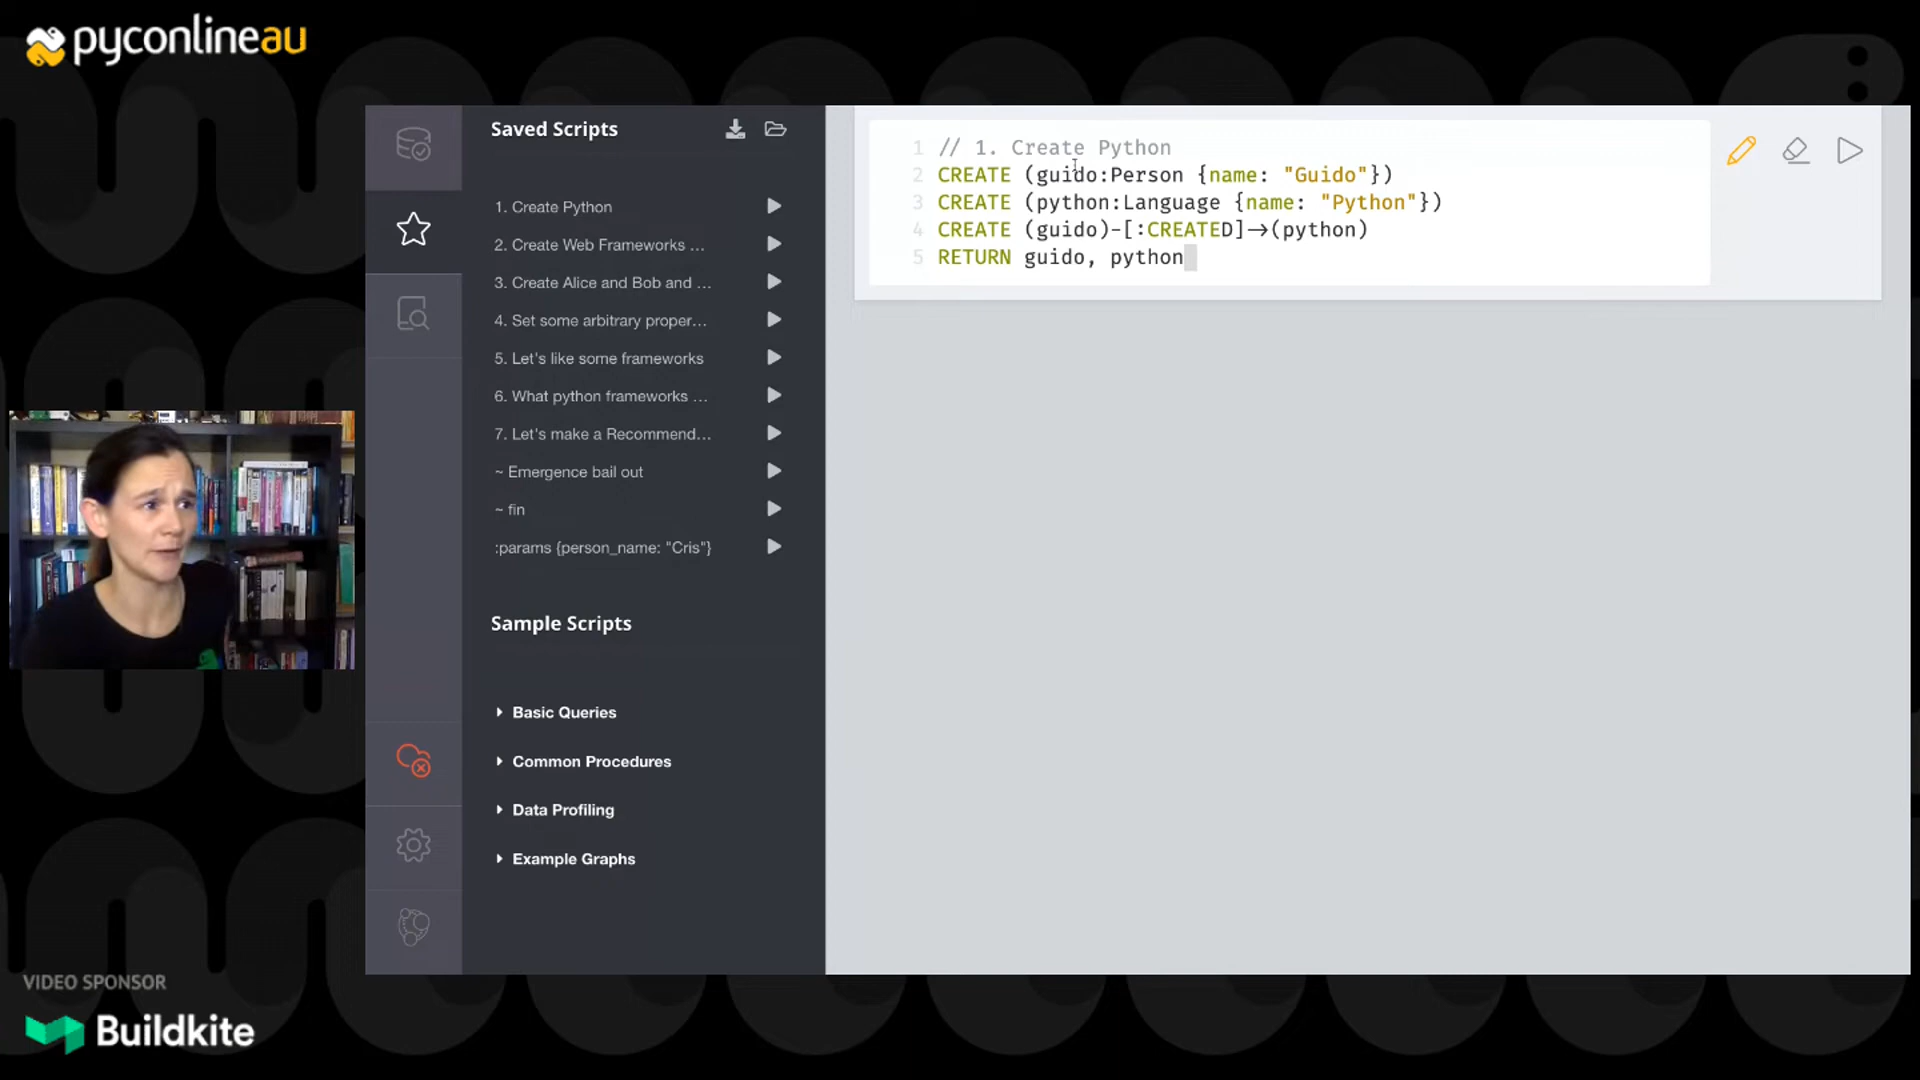 pyconlineau
Saved Scripts
1. Create Python
2. Create Web Frameworks ...
3. Create Alice and Bob and ...
4. Set some arbitrary proper...
5. Let's like some frameworks
6. What python frameworks ...
7. Let's make a Recommend...
~ Emergence bail out
~ fin
:params {person_name: "Cris"}
Sample Scripts
Basic Queries
Common Procedures
Data Profiling
Example Graphs
1 // 1. Create Python
2 CREATE (guido:Person {name: "Guido"})
3 CREATE (python:Language {name: "Python"})
4 CREATE (guido)-[:CREATED]->(python)
5 RETURN guido, python
VIDEO SPONSOR
Buildkite